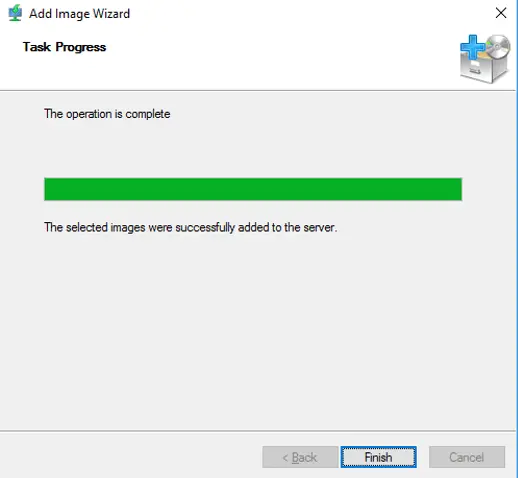 Add Image Wizard
Task Progress
The operation is complete
The selected images were successfully added to the server.
< Back Finish Cancel